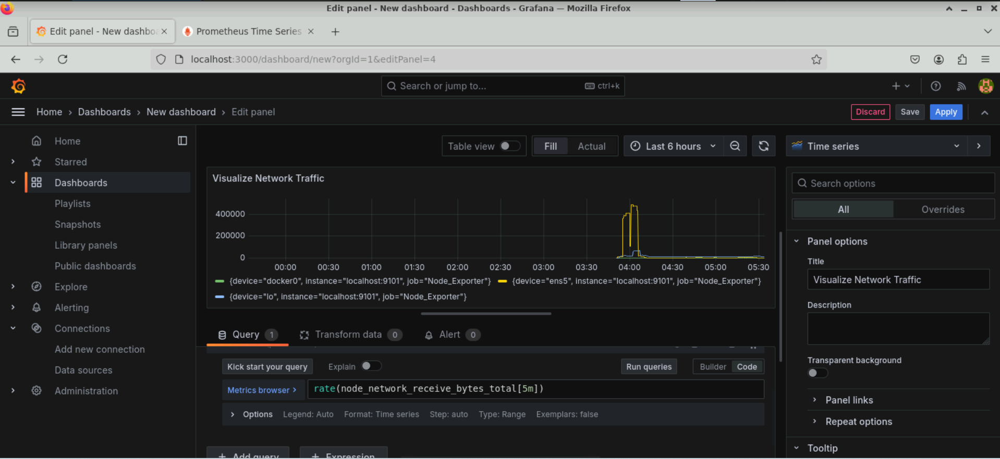 Edit panel - New dashboard - Dashboards - Grafana — Mozilla Firefox
Edit panel - New dashboa
Prometheus Time Series
localhost:3000/dashboard/new?orgId=1&editPanel=4
Search or jump to...
ctrl+k
Home
Dashboards
New dashboard
Edit panel
Discard
Save
Apply
Home
Starred
Dashboards
Playlists
Snapshots
Library panels
Public dashboards
Explore
Alerting
Connections
Add new connection
Data sources
Administration
Table view
Fill
Actual
Last 6 hours
Time series
Visualize Network Traffic
400000
200000
0
00:00 00:30 01:00 01:30 02:00 02:30 03:00 03:30 04:00 04:30 05:00 05:30
{device="docker0", instance="localhost:9101", job="Node_Exporter"} {device="ens5", instance="localhost:9101", job="Node_Exporter"}
{device="lo", instance="localhost:9101", job="Node_Exporter"}
Query 1
Transform data 0
Alert 0
Kick start your query
Explain
Run queries
Builder
Code
Metrics browser >
rate(node_network_receive_bytes_total[5m])
Options Legend: Auto Format: Time series Step: auto Type: Range Exemplars: false
+ Add query
+ Expression
Search options
All
Overrides
Panel options
Title
Visualize Network Traffic
Description
Transparent background
Panel links
Repeat options
Tooltip